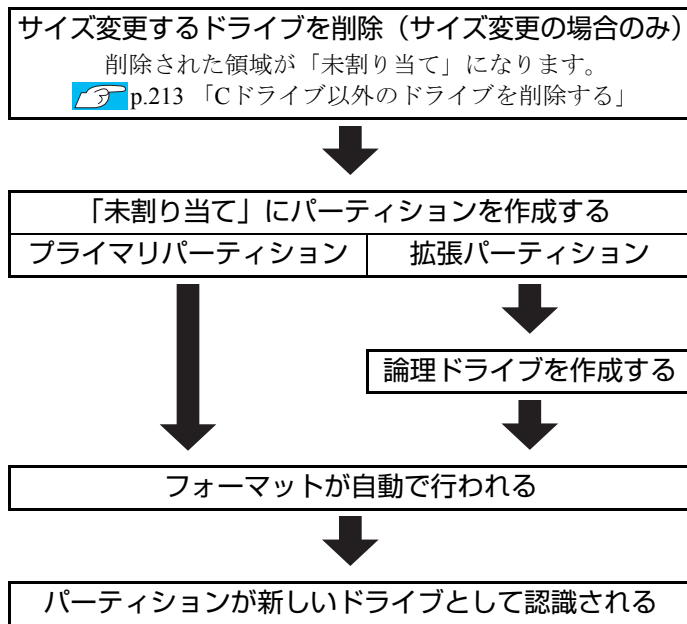 サイズ変更するドライブを削除（サイズ変更の場合のみ）
削除された領域が「未割り当て」になります。
p.213 「Cドライブ以外のドライブを削除する」
「未割り当て」にパーティションを作成する
プライマリパーティション
拡張パーティション
論理ドライブを作成する
フォーマットが自動で行われる
パーティションが新しいドライブとして認識される